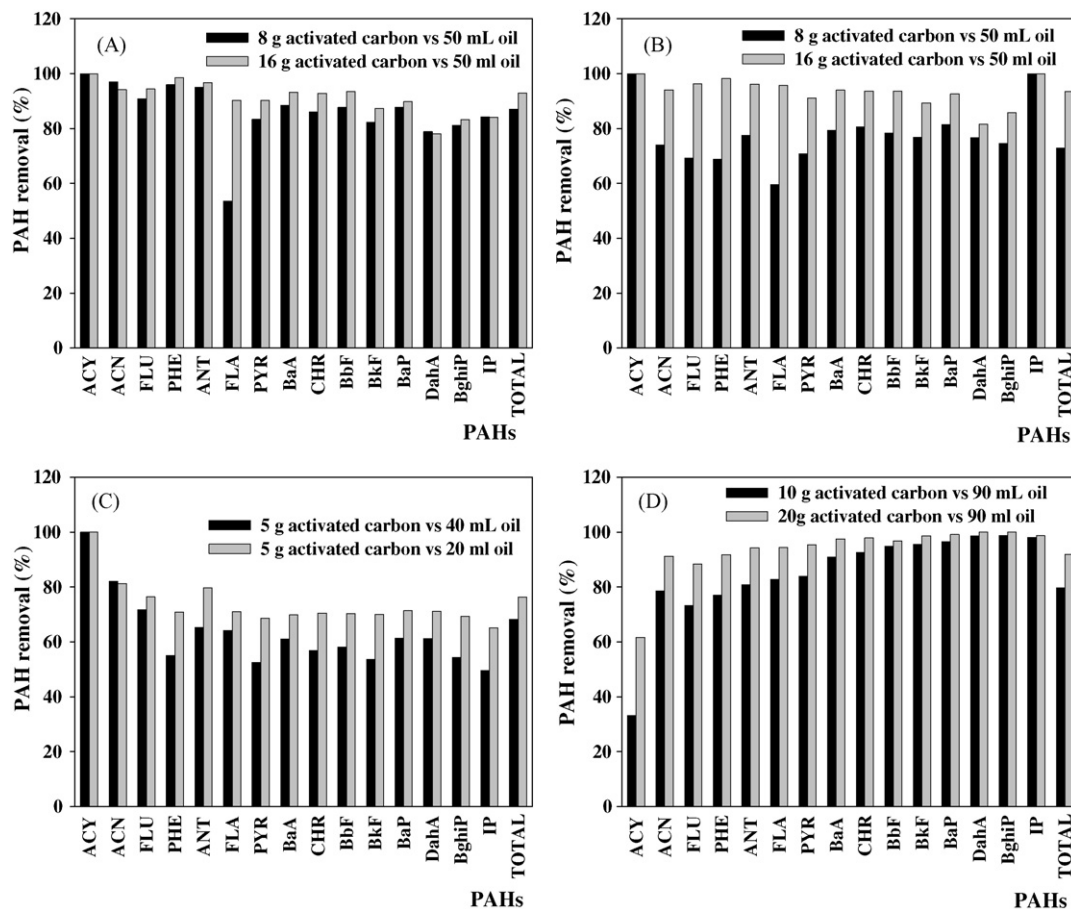 (A)
8 g activated carbon vs 50 mL oil
16 g activated carbon vs 50 ml oil
PAH removal (%)
120
100
80
60
40
20
0
ACY
ACN
FLU
PHE
ANT
FLA
PYR
BaA
CHR
BbF
BkF
BaP
DahA
BghiP
IP
TOTAL
PAHs
(B)
8 g activated carbon vs 50 mL oil
16 g activated carbon vs 50 ml oil
PAH removal (%)
120
100
80
60
40
20
0
ACY
ACN
FLU
PHE
ANT
FLA
PYR
BaA
CHR
BbF
BkF
BaP
DahA
BghiP
IP
TOTAL
PAHs
(C)
5 g activated carbon vs 40 mL oil
5 g activated carbon vs 20 ml oil
PAH removal (%)
120
100
80
60
40
20
0
ACY
ACN
FLU
PHE
ANT
FLA
PYR
BaA
CHR
BbF
BkF
BaP
DahA
BghiP
IP
TOTAL
PAHs
(D)
10 g activated carbon vs 90 mL oil
20g activated carbon vs 90 ml oil
PAH removal (%)
120
100
80
60
40
20
0
ACY
ACN
FLU
PHE
ANT
FLA
PYR
BaA
CHR
BbF
BkF
BaP
DahA
BghiP
IP
TOTAL
PAHs